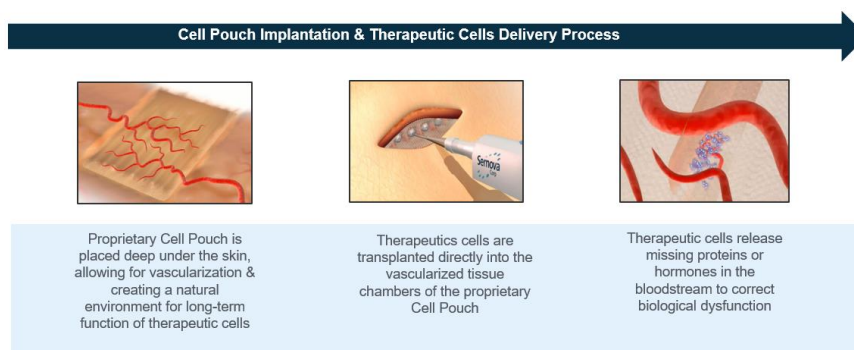 Cell Pouch Implantation & Therapeutic Cells Delivery Process
Sernova
Proprietary Cell Pouch is
placed deep under the skin,
allowing for vascularization &
creating a natural
environment for long-term
function of therapeutic cells
Therapeutics cells are
transplanted directly into the
vascularized tissue
chambers of the proprietary
Cell Pouch
Therapeutic cells release
missing proteins or
hormones in the
bloodstream to correct
biological dysfunction